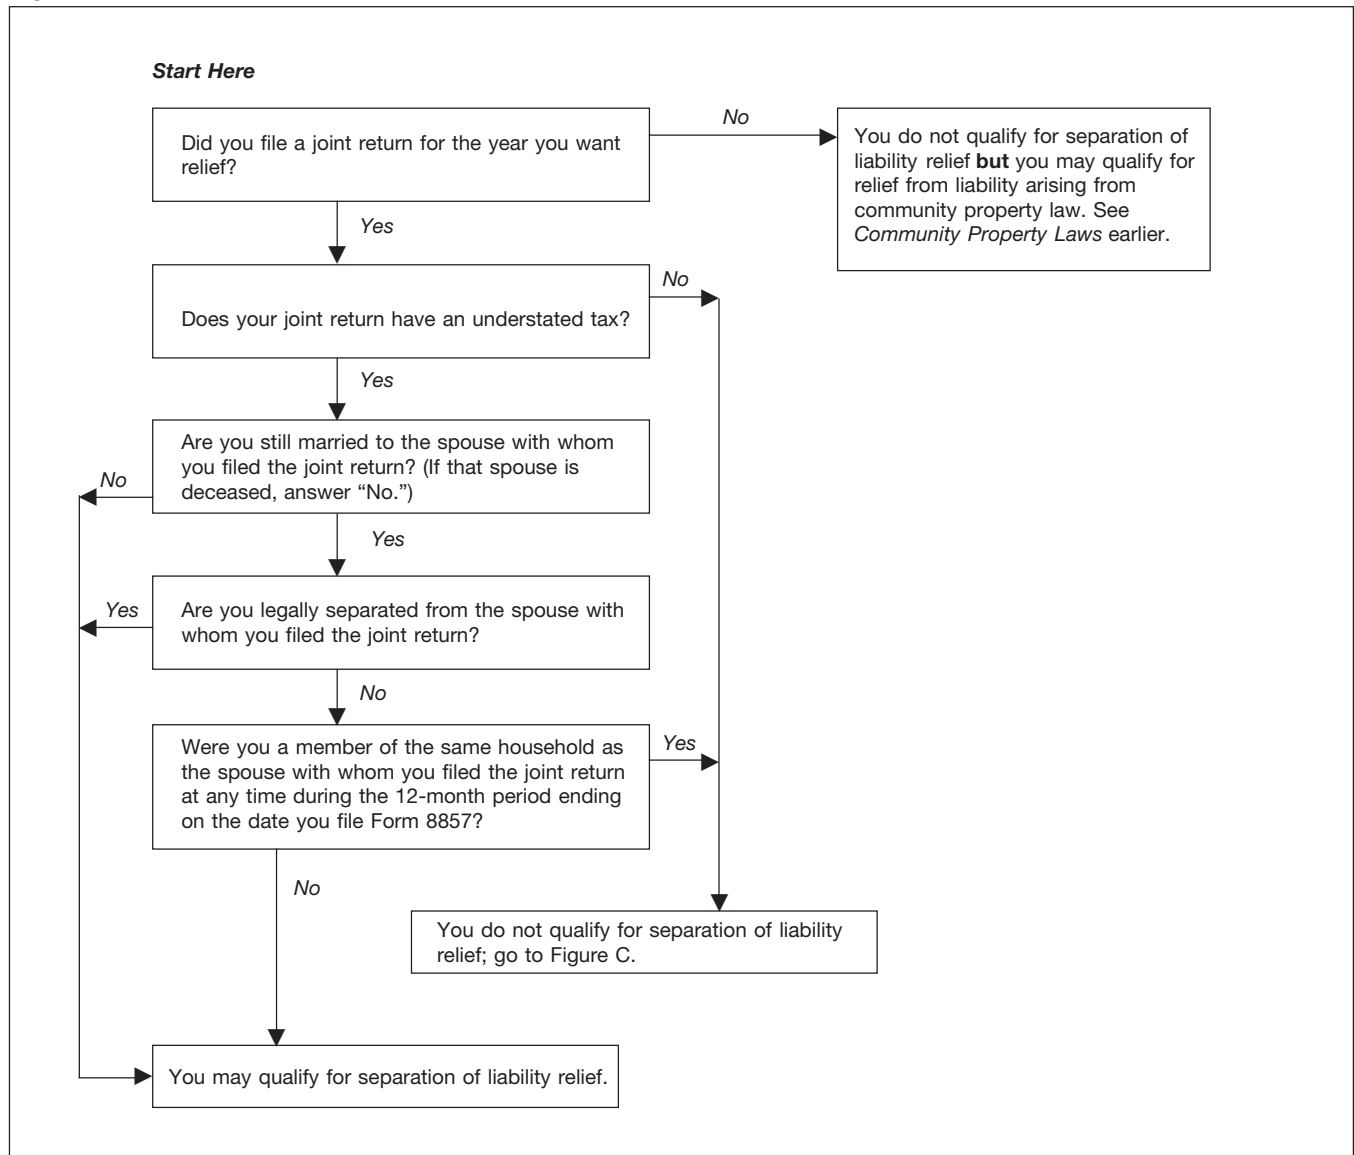 Start Here
Did you file a joint return for the year you want
relief?
No
You do not qualify for separation of
liability relief but you may qualify for
relief from liability arising from
community property law. See
Community Property Laws earlier.
Yes
Does your joint return have an understated tax?
No
Yes
Are you still married to the spouse with whom
you filed the joint return? (If that spouse is
deceased, answer “No.”)
No
Yes
Are you legally separated from the spouse with
whom you filed the joint return?
Yes
No
Were you a member of the same household as
the spouse with whom you filed the joint return
at any time during the 12-month period ending
on the date you file Form 8857?
Yes
No
You do not qualify for separation of liability
relief; go to Figure C.
You may qualify for separation of liability relief.